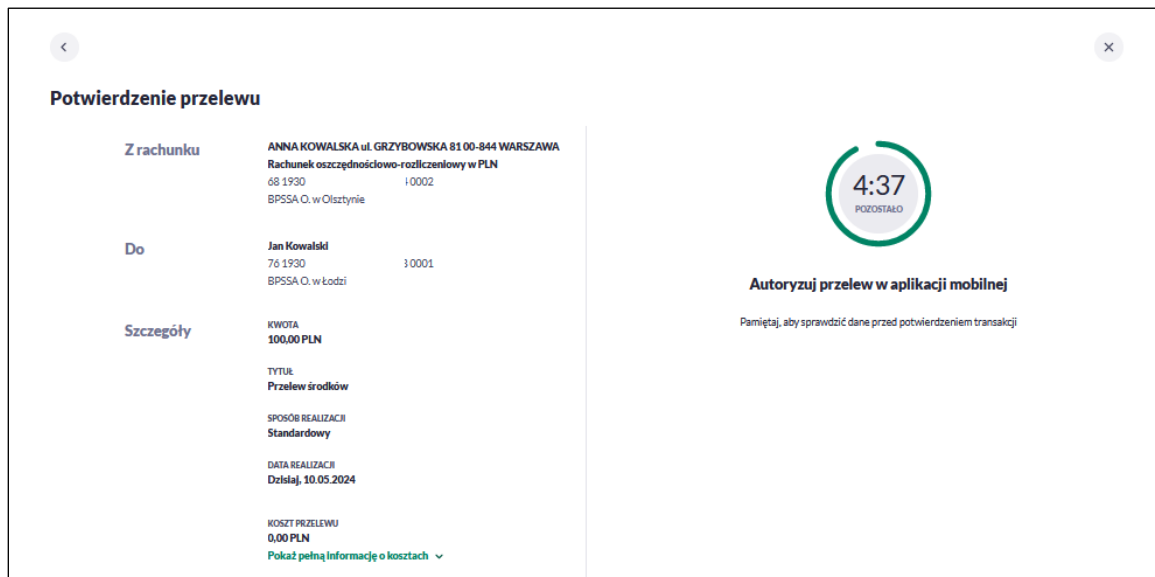 Potwierdzenie przelewu
Z rachunku
ANNA KOWALSKA ul. GRZYBOWSKA 81 00-844 WARSZAWA
Rachunek oszczędnościowo-rozliczeniowy w PLN
68 1930 0002
BPSSA O. w Olsztynie
Do
Jan Kowalski
76 1930 0001
BPSSA O. w Łodzi
Szczegóły
KWOTA
100,00 PLN
TYTUŁ
Przelew środków
SPOSÓB REALIZACJI
Standardowy
DATA REALIZACJI
Dzisiaj, 10.05.2024
KOSZT PRZELEWU
0,00 PLN
Pokaż pełną informację o kosztach
4:37
POZOSTAŁO
Autoryzuj przelew w aplikacji mobilnej
Pamiętaj, aby sprawdzić dane przed potwierdzeniem transakcji